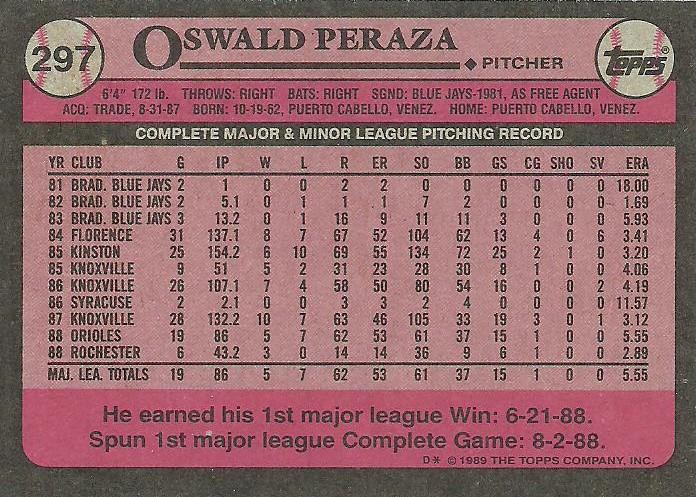 297
OSWALD PERAZA
PITCHER
TOPPS®
6'4" 172 lb. THROWS: RIGHT BATS: RIGHT SGND: BLUE JAYS-1981, AS FREE AGENT
ACQ: TRADE, 8-31-87 BORN: 10-19-62, PUERTO CABELLO, VENEZ. HOME: PUERTO CABELLO, VENEZ.
COMPLETE MAJOR & MINOR LEAGUE PITCHING RECORD
YR CLUB G IP W L R ER SO BB GS CG SHO SV ERA
81 BRAD. BLUE JAYS 2 1 0 0 2 2 0 0 0 0 0 0 18.00
82 BRAD. BLUE JAYS 2 5.1 0 1 1 1 7 2 0 0 0 0 1.69
83 BRAD. BLUE JAYS 3 13.2 0 1 16 9 11 11 3 0 0 0 5.93
84 FLORENCE 31 137.1 8 7 67 52 104 62 13 4 0 6 3.41
85 KINSTON 25 154.2 6 10 69 55 134 72 25 2 1 0 3.20
85 KNOXVILLE 9 51 5 2 31 23 28 30 8 1 0 0 4.06
86 KNOXVILLE 26 107.1 7 4 58 50 80 54 16 0 0 2 4.19
86 SYRACUSE 2 2.1 0 0 3 3 2 4 0 0 0 0 11.57
87 KNOXVILLE 28 132.2 10 7 63 46 105 33 19 3 0 1 3.12
88 ORIOLES 19 86 5 7 62 53 61 37 15 1 0 0 5.55
88 ROCHESTER 6 43.2 3 0 14 14 36 9 6 1 0 0 2.89
MAJ. LEA. TOTALS 19 86 5 7 62 53 61 37 15 1 0 0 5.55
He earned his 1st major league Win: 6-21-88.
Spun 1st major league Complete Game: 8-2-88.
D* © 1989 THE TOPPS COMPANY, INC.